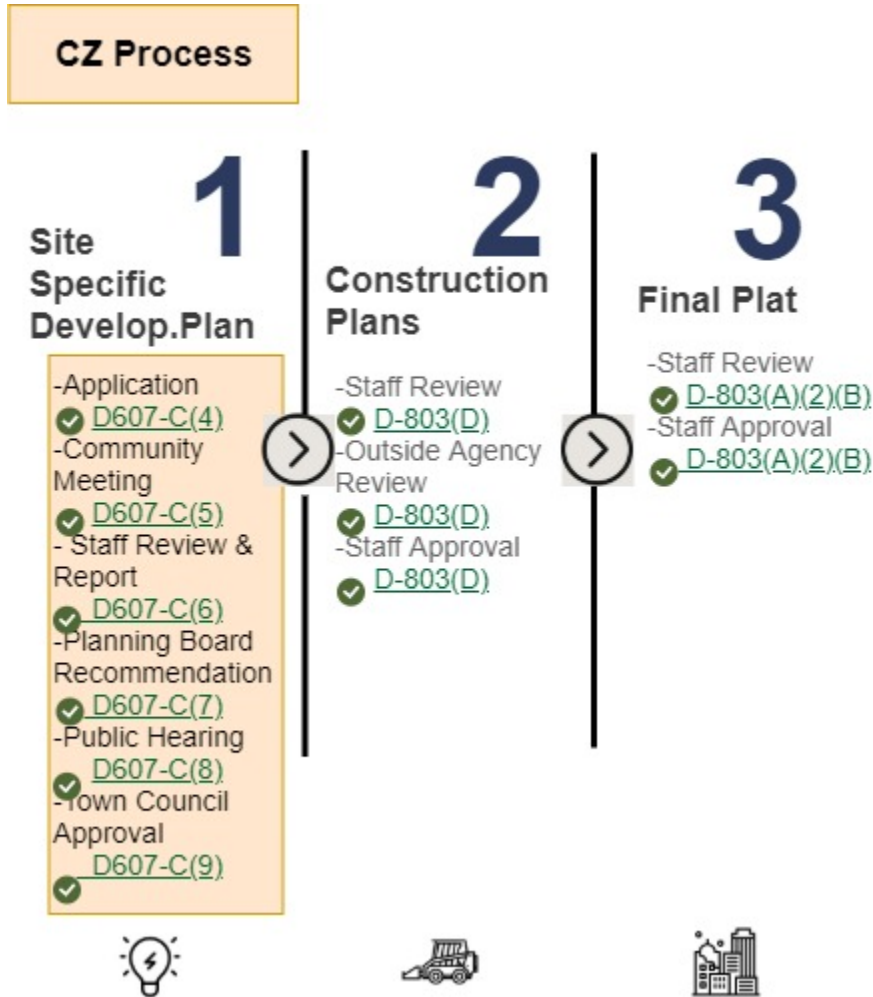 CZ Process
1
Site
Specific
Develop.Plan
-Application
D607-C(4)
-Community
Meeting
D607-C(5)
- Staff Review &
Report
D607-C(6)
-Planning Board
Recommendation
D607-C(7)
-Public Hearing
D607-C(8)
-Town Council
Approval
D607-C(9)
2
Construction
Plans
-Staff Review
D-803(D)
-Outside Agency
Review
D-803(D)
-Staff Approval
D-803(D)
3
Final Plat
-Staff Review
D-803(A)(2)(B)
-Staff Approval
D-803(A)(2)(B)